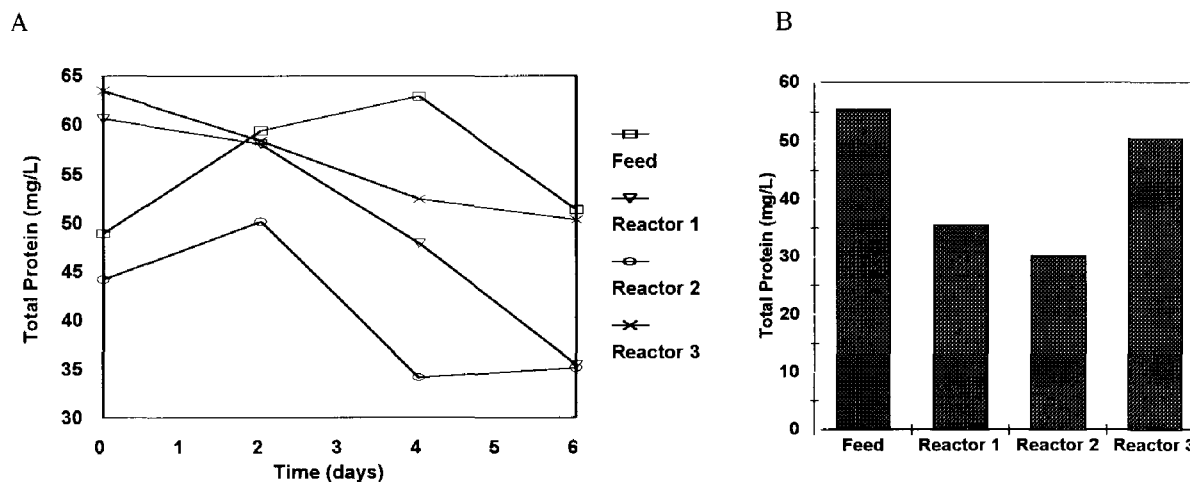 A
Total Protein (mg/L)
65
60
55
50
45
40
35
30
0 1 2 3 4 5 6
Time (days)
Feed
Reactor 1
Reactor 2
Reactor 3
B
Total Protein (mg/L)
60
50
40
30
20
10
0
Feed Reactor 1 Reactor 2 Reactor 3